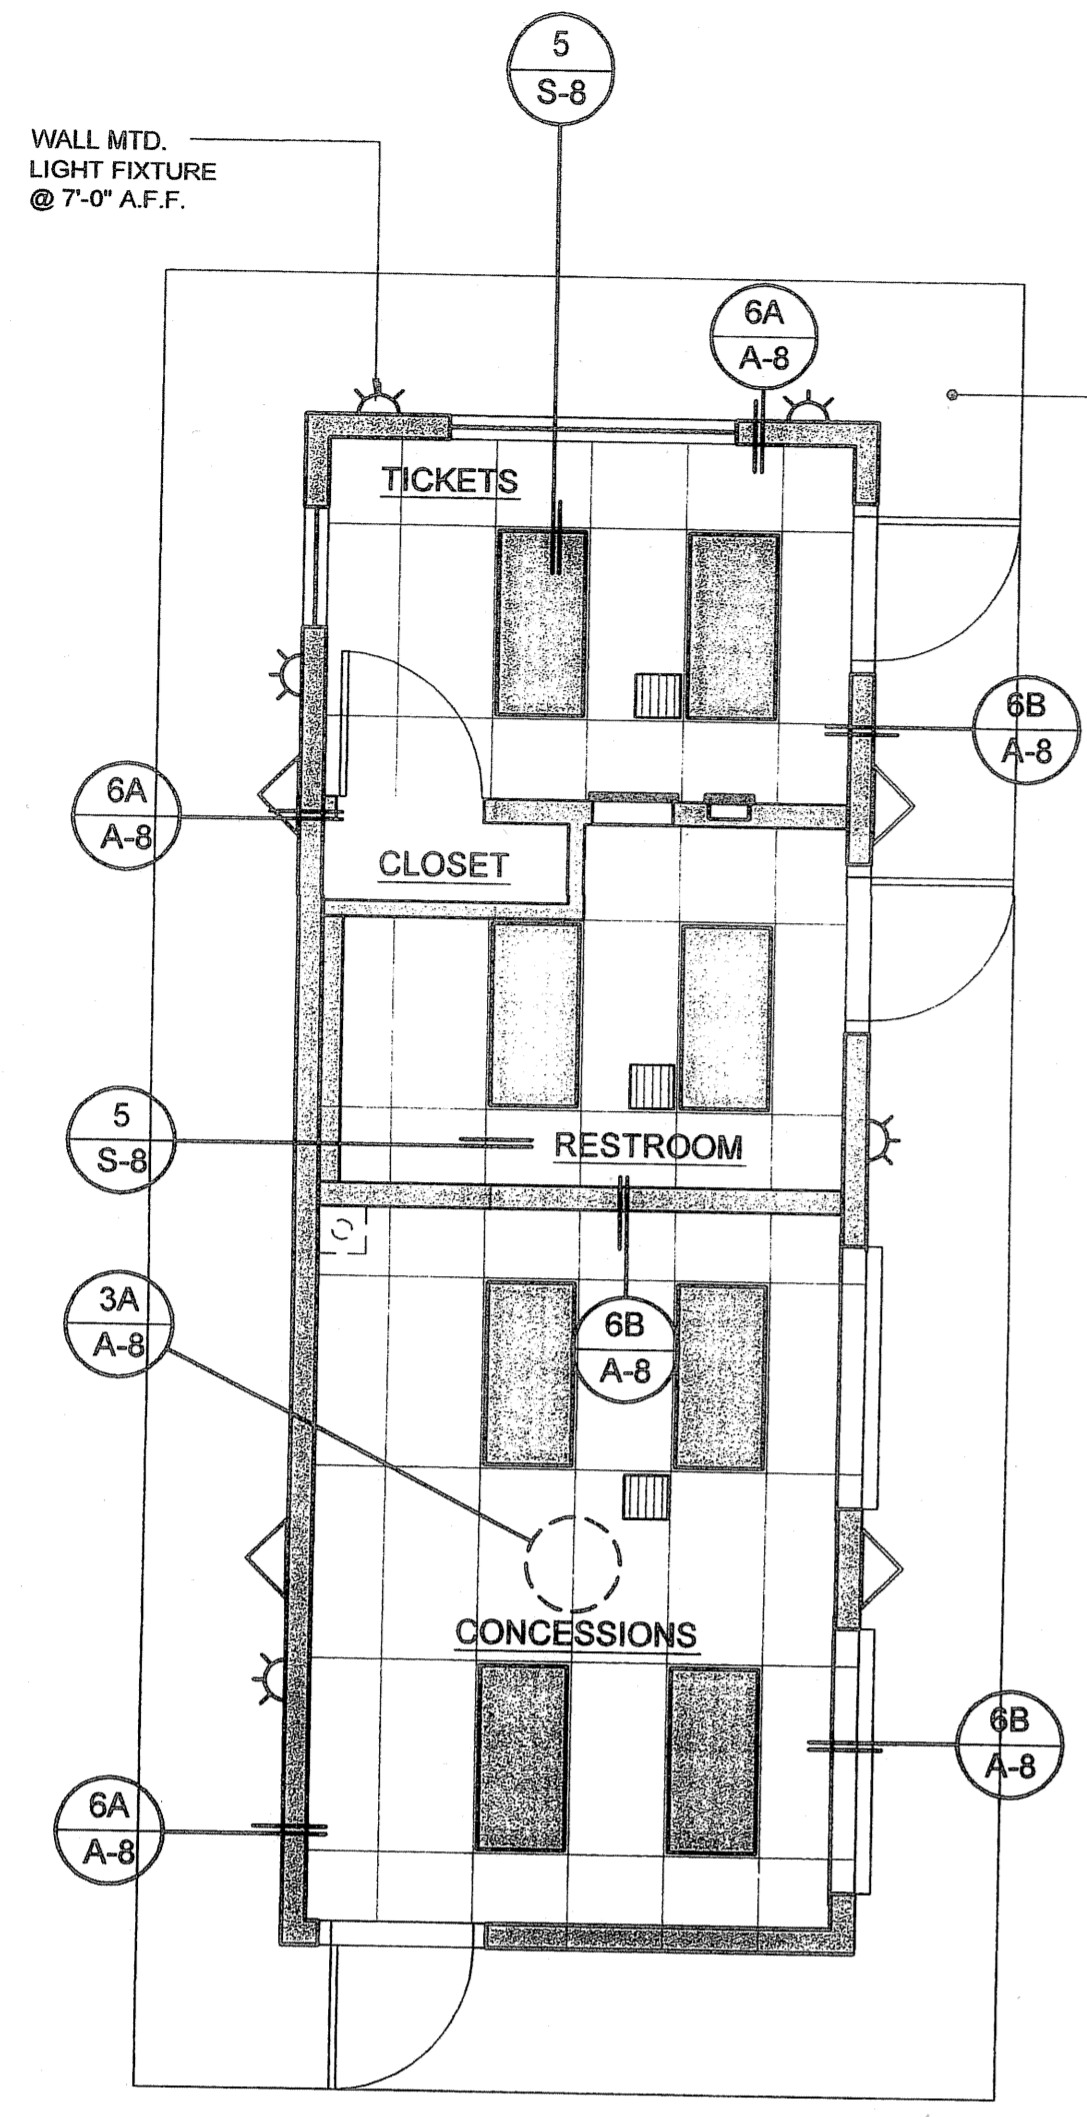 5
S-8
WALL MTD.
LIGHT FIXTURE
@ 7'-0" A.F.F.
6A
A-8
TICKETS
6B
A-8
6A
A-8
CLOSET
5
S-8
RESTROOM
3A
A-8
6B
A-8
CONCESSIONS
6B
A-8
6A
A-8